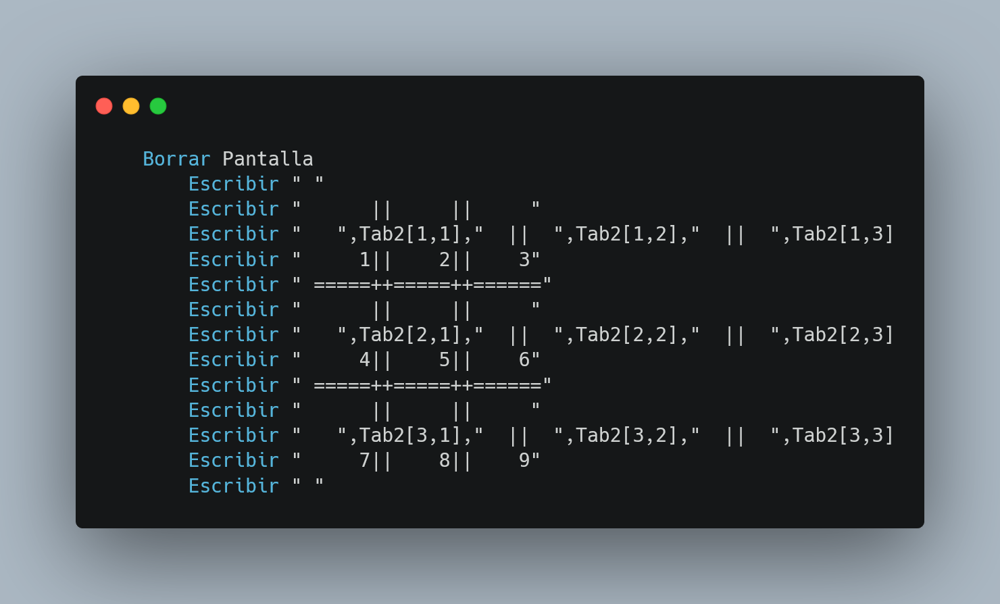 Borrar Pantalla
    Escribir " "
    Escribir "      ||     ||     "
    Escribir "   ",Tab2[1,1],"  ||  ",Tab2[1,2],"  ||  ",Tab2[1,3]
    Escribir "     1||    2||    3"
    Escribir " =====++=====++======"
    Escribir "      ||     ||     "
    Escribir "   ",Tab2[2,1],"  ||  ",Tab2[2,2],"  ||  ",Tab2[2,3]
    Escribir "     4||    5||    6"
    Escribir " =====++=====++======"
    Escribir "      ||     ||     "
    Escribir "   ",Tab2[3,1],"  ||  ",Tab2[3,2],"  ||  ",Tab2[3,3]
    Escribir "     7||    8||    9"
    Escribir " "